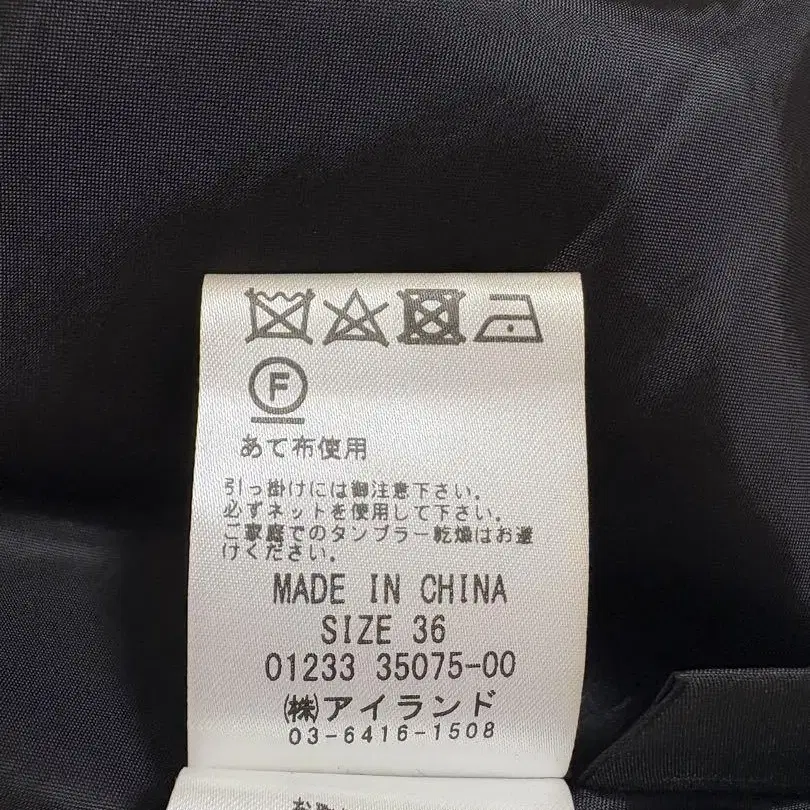 F
あて布使用
引っ掛けには御注意下さい。
必ずネットを使用して下さい。
ご家庭でのタンブラー乾燥はお避
けください。
MADE IN CHINA
SIZE 36
01233 35075-00
㈱アイランド
03-6416-1508